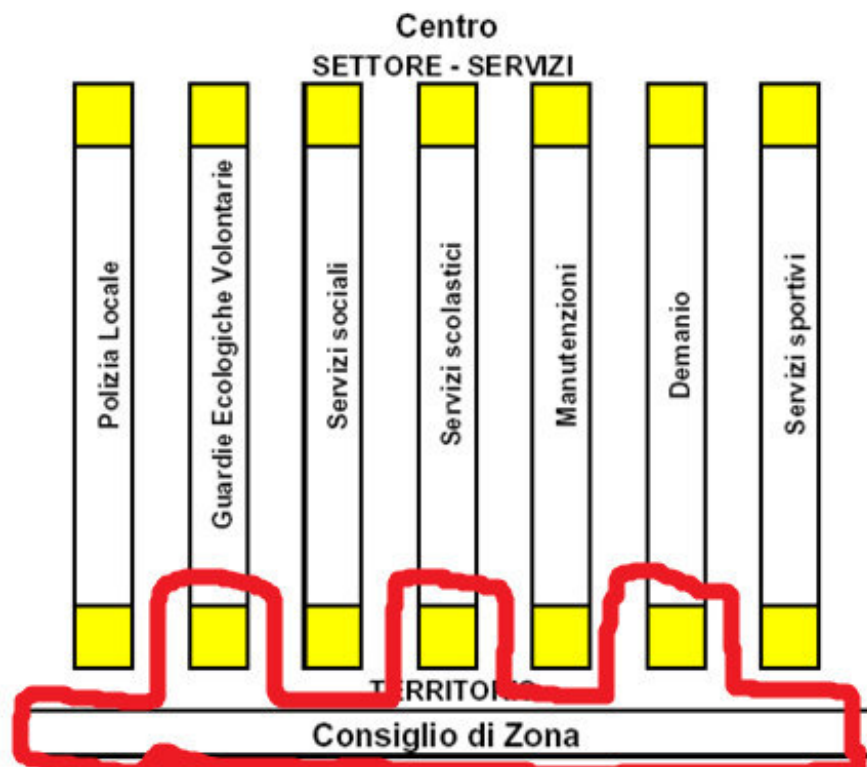 Centro
SETTORE - SERVIZI
Polizia Locale
Guardie Ecologiche Volontarie
Servizi sociali
Servizi scolastici
Manutenzioni
Demanio
Servizi sportivi
TERRITORIO
Consiglio di Zona